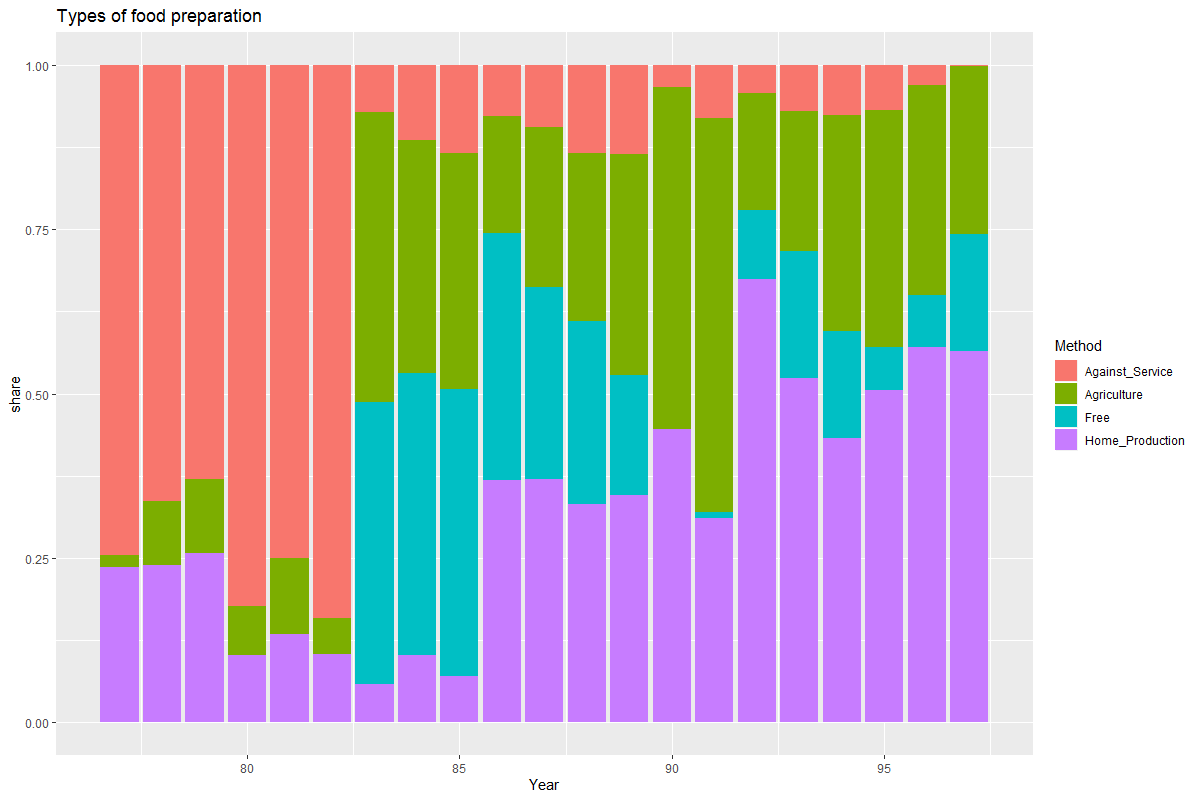 Types of food preparation
1.00
0.75
0.50
0.25
0.00
share
80
85
90
95
Year
Method
Against_Service
Agriculture
Free
Home_Production